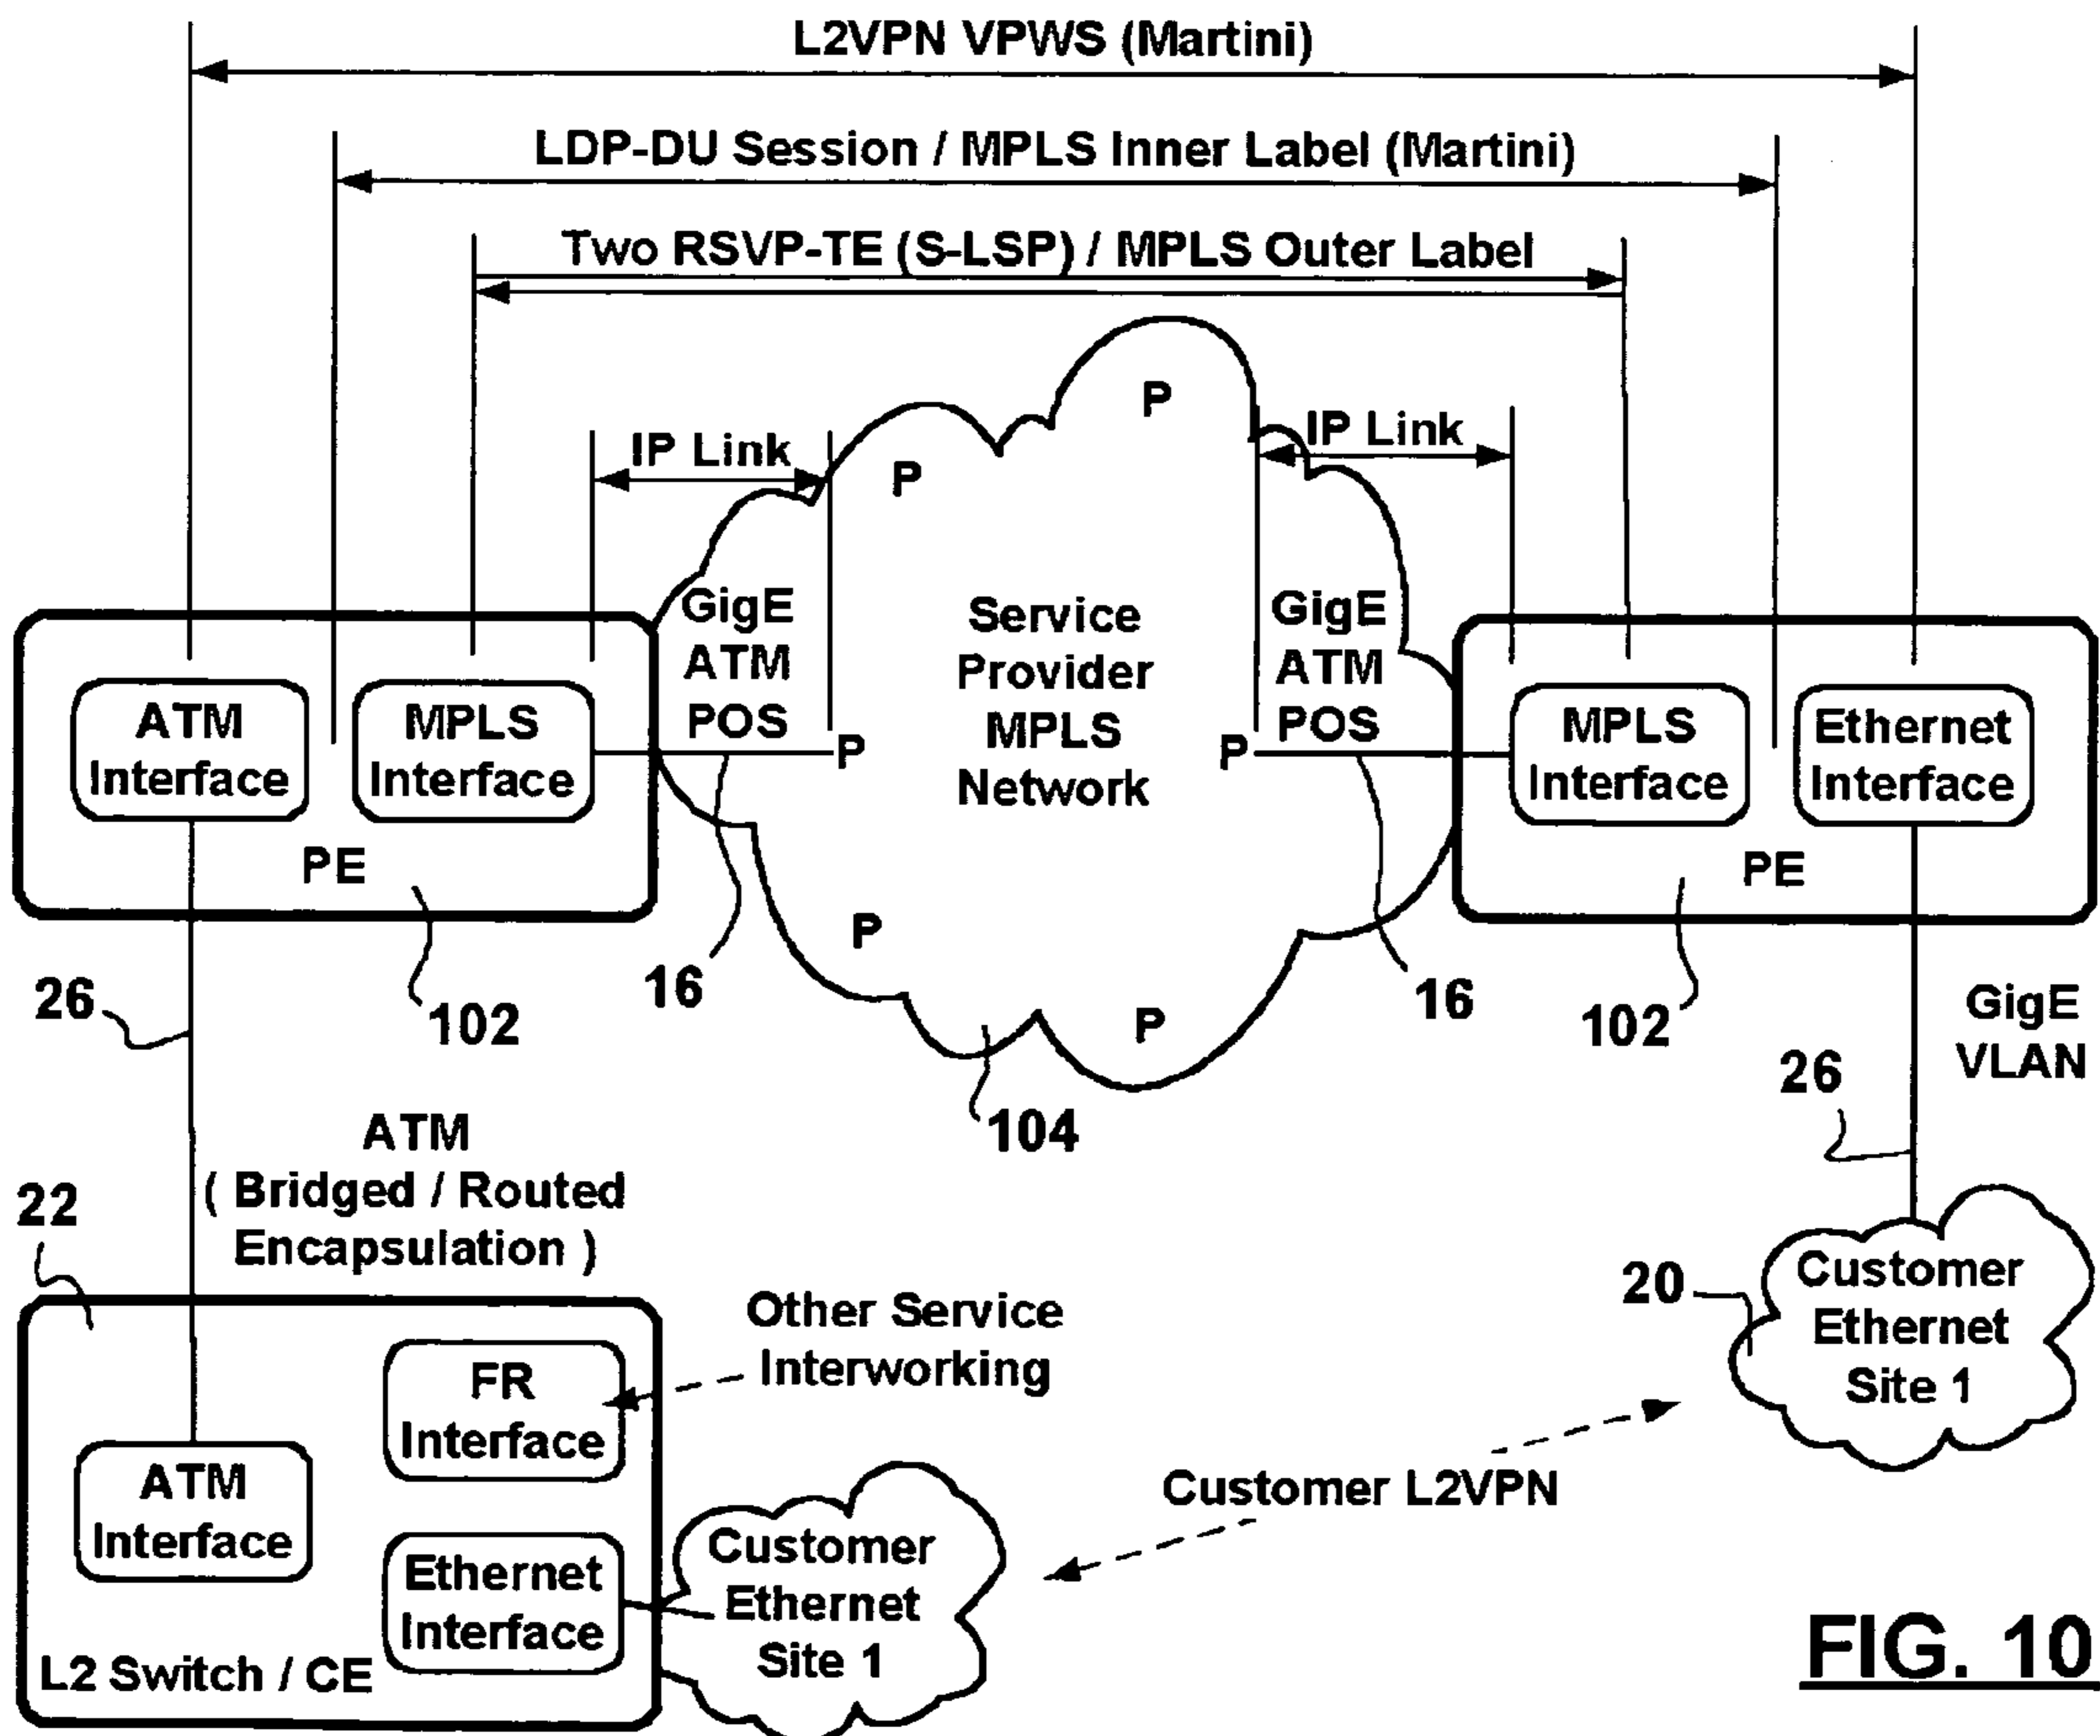 L2VPN VPWS (Martini)
LDP-DU Session / MPLS Inner Label (Martini)
Two RSVP-TE (S-LSP) / MPLS Outer Label
P
IP Link
IP Link
P
GigE
ATM
POS
Service
Provider
MPLS
Network
GigE
ATM
POS
ATM
Interface
MPLS
Interface
P
P
MPLS
Interface
Ethernet
Interface
PE
PE
P
P
26
102
16
16
102
GigE
VLAN
26
104
ATM
( Bridged / Routed
Encapsulation )
22
20
Customer
Ethernet
Site 1
Other Service
Interworking
FR
Interface
ATM
Interface
Customer L2VPN
Ethernet
Interface
Customer
Ethernet
Site 1
L2 Switch / CE
FIG. 10